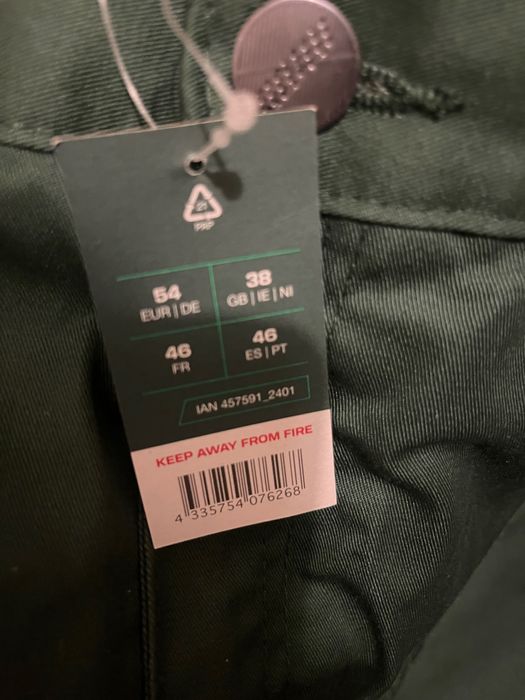 21
PAP
54
EUR|DE
38
GB|IE|NI
46
FR
46
ES|PT
IAN 457591_2401
KEEP AWAY FROM FIRE
4 335754 076268